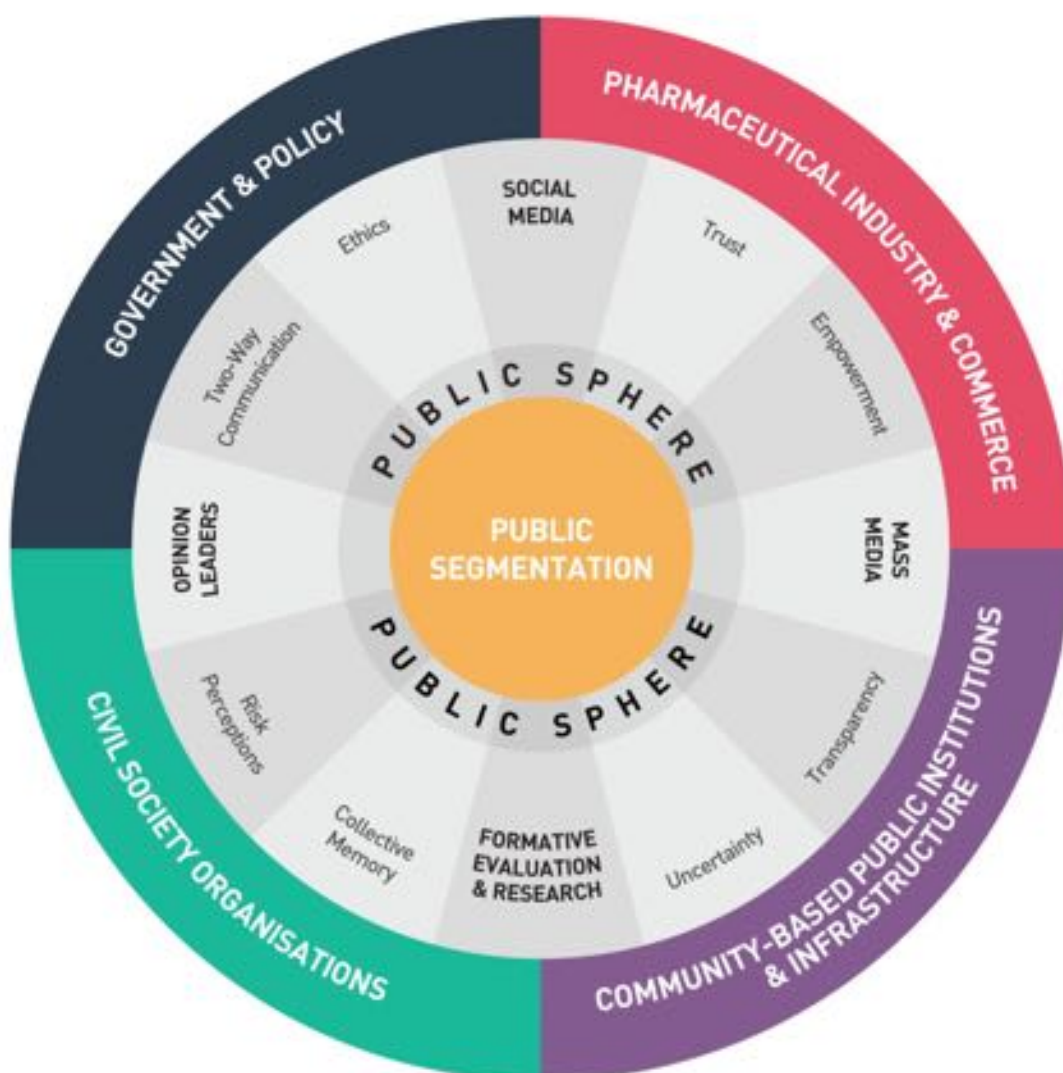 GOVERNMENT & POLICY
PHARMACEUTICAL INDUSTRY & COMMERCE
COMMUNITY-BASED PUBLIC INSTITUTIONS
& INFRASTRUCTURE
CIVIL SOCIETY ORGANISATIONS
SOCIAL
MEDIA
Trust
Empowerment
MASS
MEDIA
Transparency
Uncertainty
FORMATIVE
EVALUATION
& RESEARCH
Collective
Memory
Risk
Perceptions
OPINION
LEADERS
Two-Way
Communication
Ethics
PUBLIC SPHERE
PUBLIC
SEGMENTATION
PUBLIC SPHERE